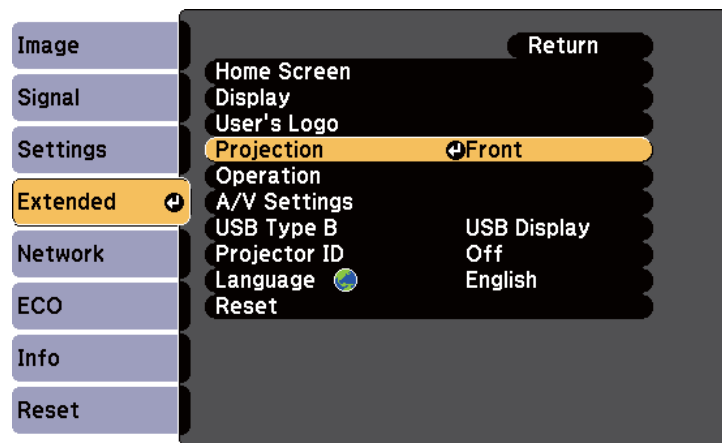 Image
Signal
Settings
Extended
Network
ECO
Info
Reset
Return
Home Screen
Display
User's Logo
Projection Front
Operation
A/V Settings
USB Type B USB Display
Projector ID Off
Language English
Reset